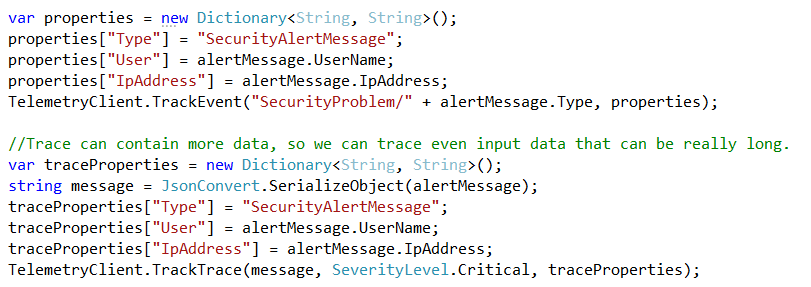 var properties = new Dictionary<String, String>();
properties["Type"] = "SecurityAlertMessage";
properties["User"] = alertMessage.UserName;
properties["IpAddress"] = alertMessage.IpAddress;
TelemetryClient.TrackEvent("SecurityProblem/" + alertMessage.Type, properties);

//Trace can contain more data, so we can trace even input data that can be really long.
var traceProperties = new Dictionary<String, String>();
string message = JsonConvert.SerializeObject(alertMessage);
traceProperties["Type"] = "SecurityAlertMessage";
traceProperties["User"] = alertMessage.UserName;
traceProperties["IpAddress"] = alertMessage.IpAddress;
TelemetryClient.TrackTrace(message, SeverityLevel.Critical, traceProperties);